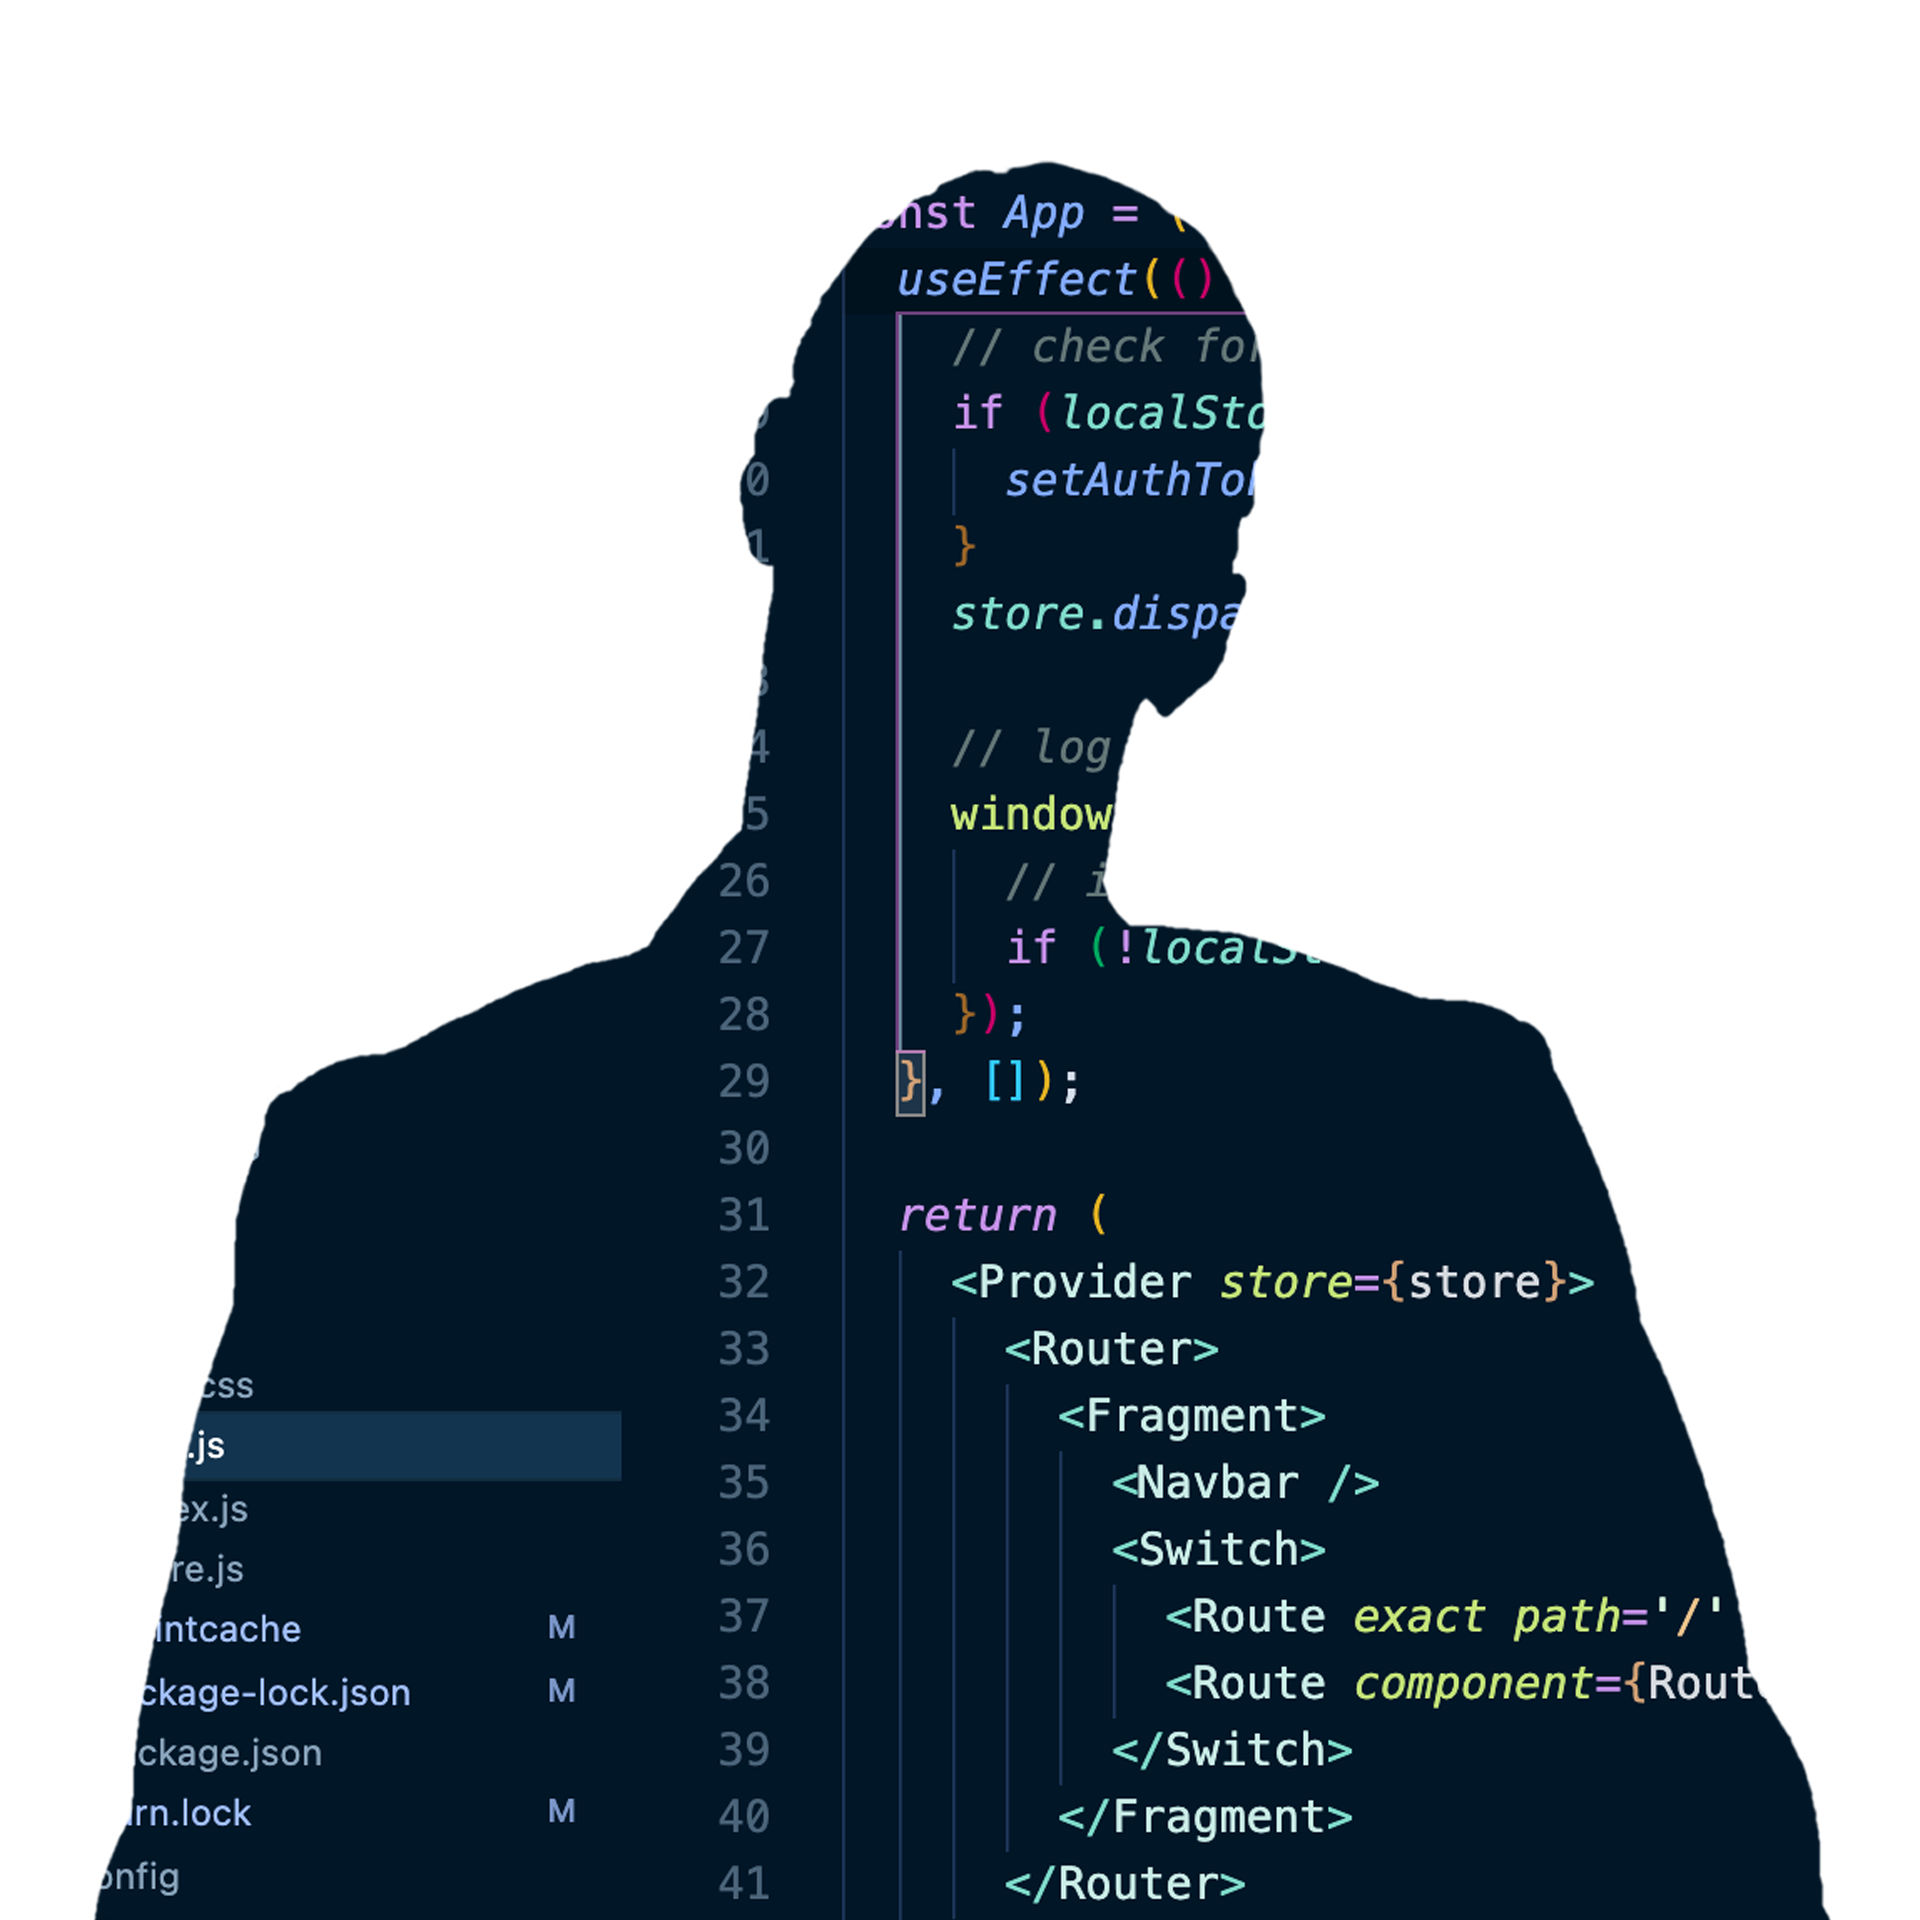 nst App = (
useEffect(()
// check for
if (localSto
0
setAuthTo
1
}
store.dispa
4
// log
5
window
26
// i
27
if (!localSt
28
});
29
}, []);
30
31
return (
32
<Provider store={store}>
33
<Router>
css
34
<Fragment>
.js
35
<Navbar />
ex.js
36
<Switch>
re.js
37
<Route exact path='/'
intcache M
38
<Route component={Rout
ckage-lock.json M
39
</Switch>
ckage.json
40
</Fragment>
rn.lock M
41
</Router>
onfig